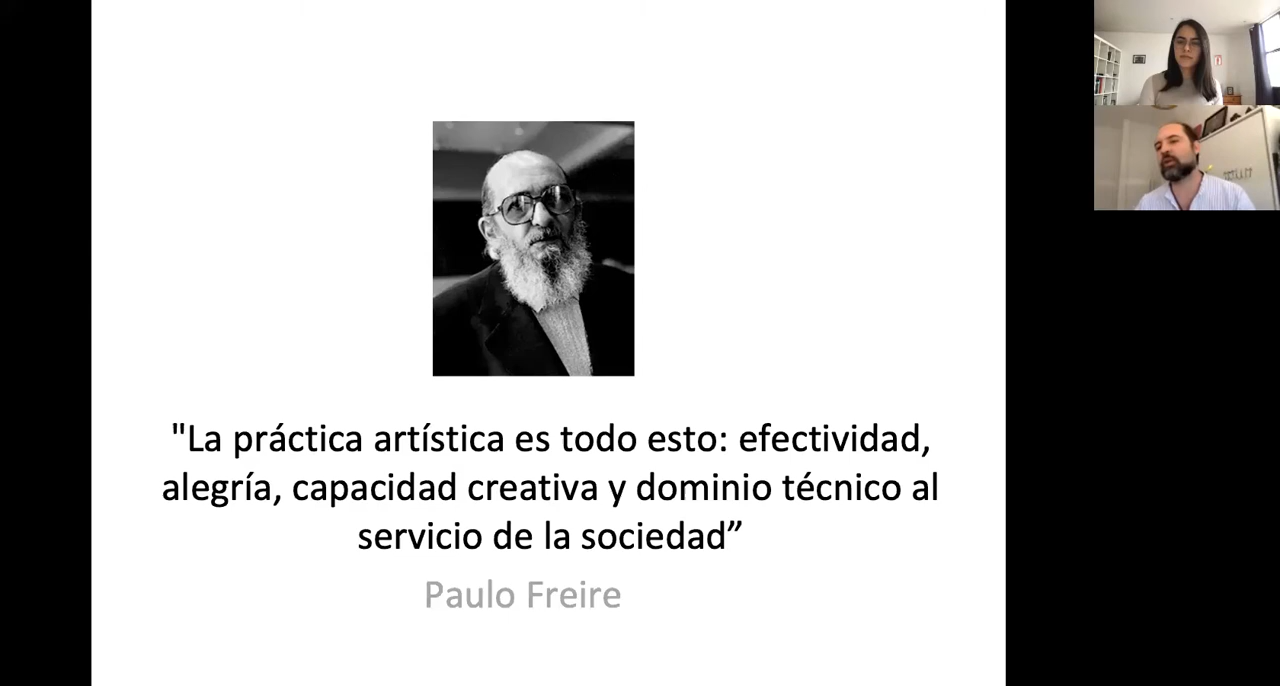 "La práctica artística es todo esto: efectividad,
alegría, capacidad creativa y dominio técnico al
servicio de la sociedad”
Paulo Freire